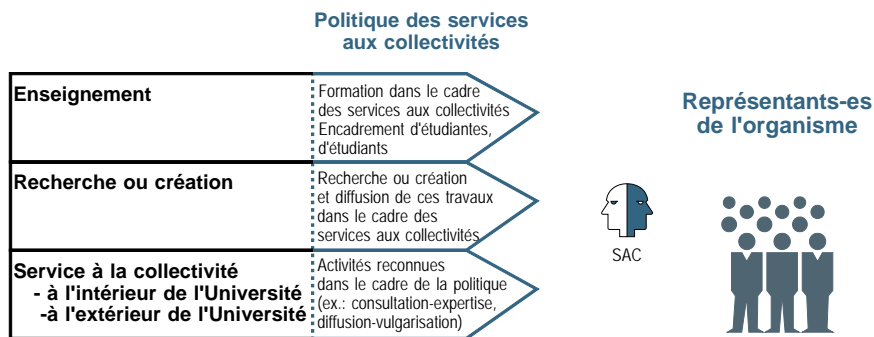 Politique des services
aux collectivités
Enseignement
Formation dans le cadre
des services aux collectivités
Encadrement d'étudiantes,
d'étudiants
Recherche ou création
Recherche ou création
et diffusion de ces travaux
dans le cadre des
services aux collectivités
Service à la collectivité
- à l'intérieur de l'Université
-à l'extérieur de l'Université
Activités reconnues
dans le cadre de la politique
(ex.: consultation-expertise,
diffusion-vulgarisation)
SAC
Représentants-es
de l'organisme